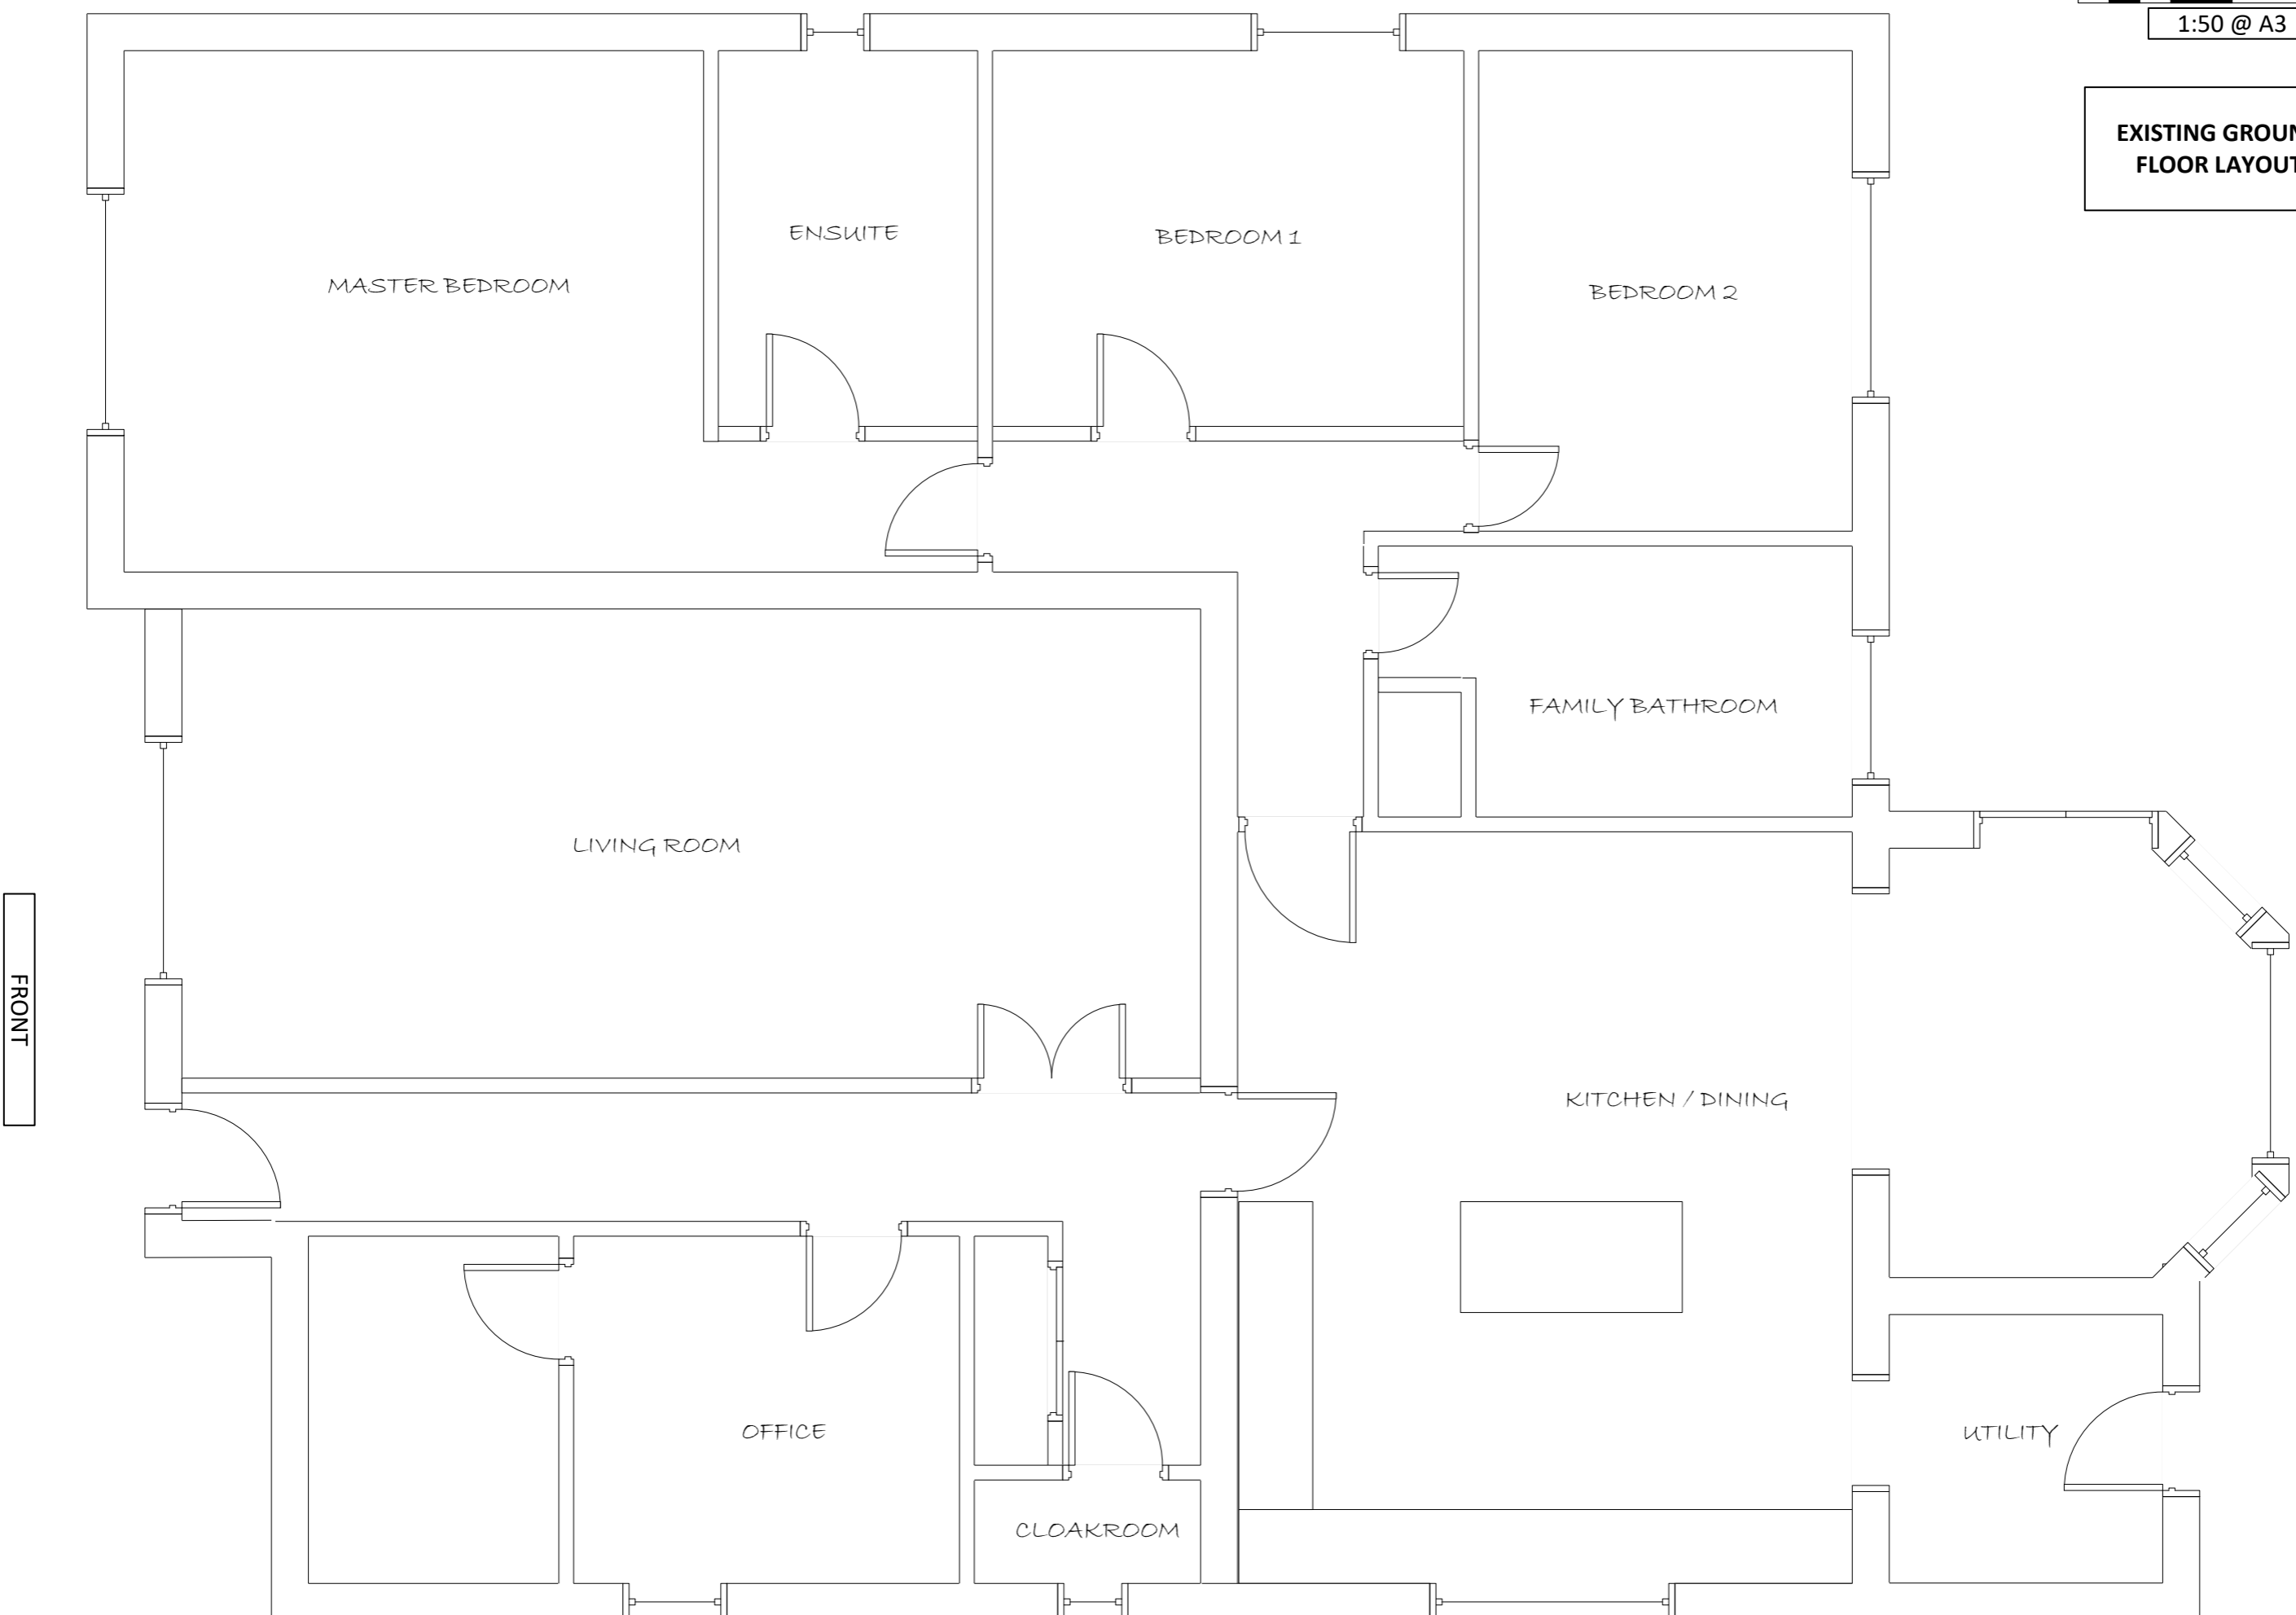 1:50 @ A3
EXISTING GROUN
FLOOR LAYOUT
ENSUITE
BEDROOM 1
MASTER BEDROOM
BEDROOM 2
FAMILY BATHROOM
LIVING ROOM
FRONT
KITCHEN / DINING
OFFICE
UTILITY
CLOAKROOM